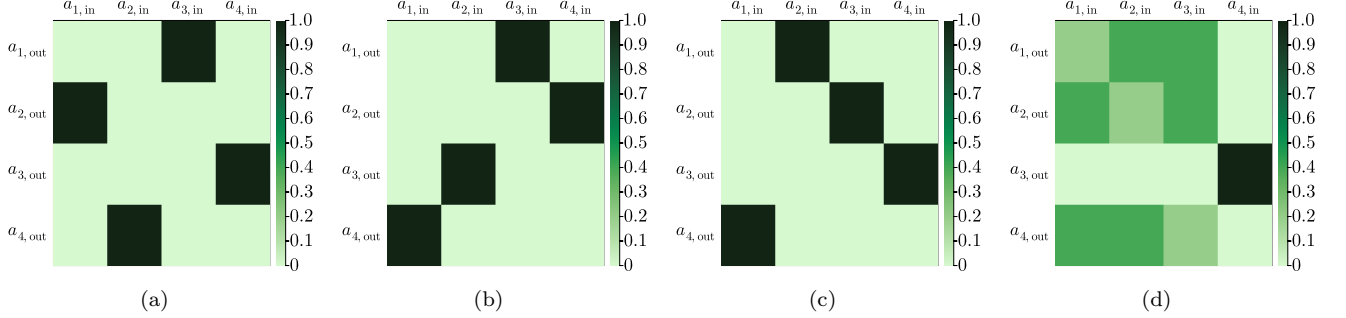 a1, in a2, in a3, in a4, in
a1, out
a2, out
a3, out
a4, out
1.0
0.9
0.8
0.7
0.6
0.5
0.4
0.3
0.2
0.1
0
(a)
a1, in a2, in a3, in a4, in
a1, out
a2, out
a3, out
a4, out
1.0
0.9
0.8
0.7
0.6
0.5
0.4
0.3
0.2
0.1
0
(b)
a1, in a2, in a3, in a4, in
a1, out
a2, out
a3, out
a4, out
1.0
0.9
0.8
0.7
0.6
0.5
0.4
0.3
0.2
0.1
0
(c)
a1, in a2, in a3, in a4, in
a1, out
a2, out
a3, out
a4, out
1.0
0.9
0.8
0.7
0.6
0.5
0.4
0.3
0.2
0.1
0
(d)